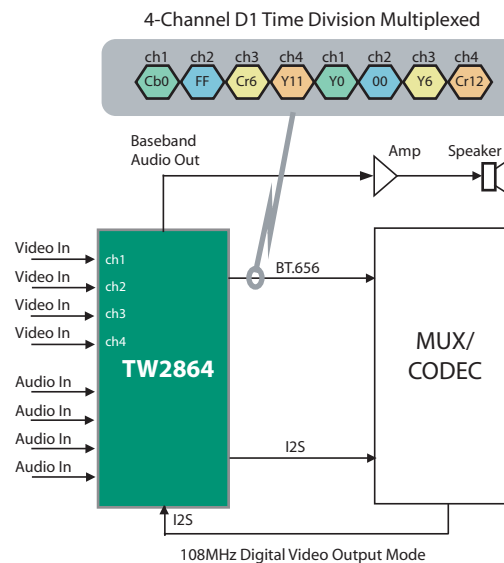 4-Channel D1 Time Division Multiplexed
ch1 ch2 ch3 ch4 ch1 ch2 ch3 ch4
Cb0 FF Cr6 Y11 Y0 00 Y6 Cr12
Baseband
Audio Out
Amp
Speaker
Video In
ch1
Video In
ch2
Video In
ch3
Video In
ch4
BT.656
TW2864
MUX/
CODEC
Audio In
Audio In
Audio In
Audio In
I2S
I2S
108MHz Digital Video Output Mode